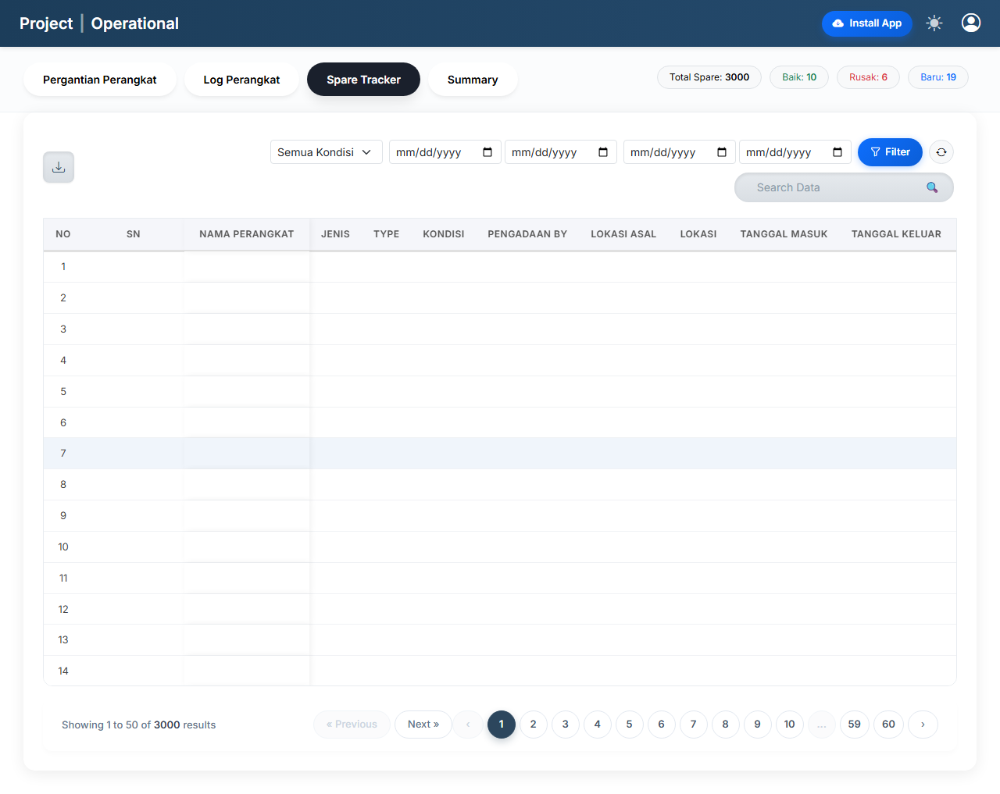 Project | Operational
Install App
Pergantian Perangkat
Log Perangkat
Spare Tracker
Summary
Total Spare: 3000
Baik: 10
Rusak: 6
Baru: 19
Semua Kondisi
mm/dd/yyyy
mm/dd/yyyy
mm/dd/yyyy
mm/dd/yyyy
Filter
Search Data
NO SN NAMA PERANGKAT JENIS TYPE KONDISI PENGADAAN BY LOKASI ASAL LOKASI TANGGAL MASUK TANGGAL KELUAR
1
2
3
4
5
6
7
8
9
10
11
12
13
14
Showing 1 to 50 of 3000 results
« Previous Next » ‹ 1 2 3 4 5 6 7 8 9 10 ... 59 60 ›